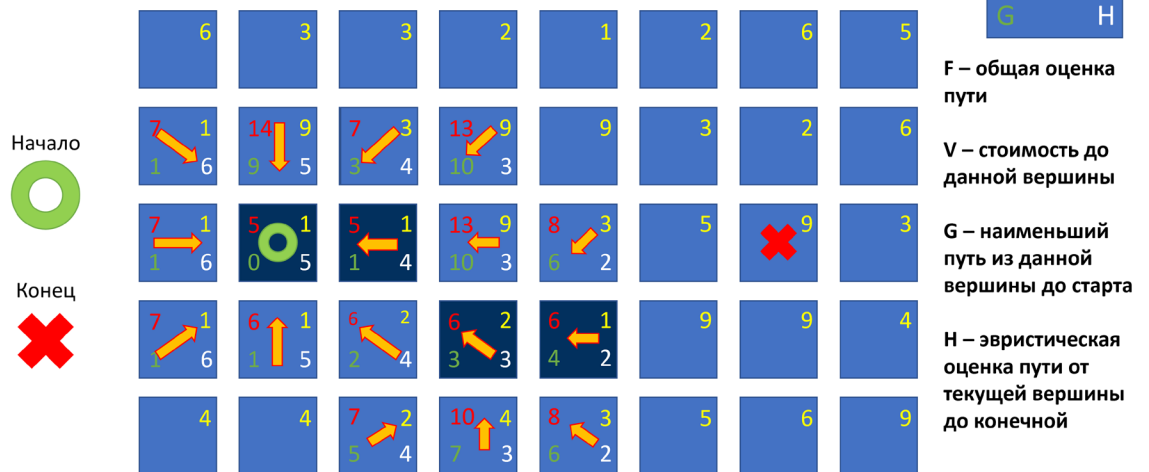 6 3 3 2 1 2 6 5
G H
F – общая оценка
пути
7 1 14 9 7 3 13 9 9 3 2 6
1 6 9 5 3 4 10 3
Начало
V – стоимость до
данной вершины
7 1 5 1 5 1 13 9 8 3 5 9 3
1 6 0 5 1 4 10 3 6 2
G – наименьший
путь из данной
вершины до старта
Конец
7 1 6 1 6 2 6 2 6 1 9 9 4
1 6 1 5 2 4 3 3 4 2
H – эвристическая
оценка пути от
текущей вершины
до конечной
4 4 7 2 10 4 8 3 5 6 9
5 4 7 3 6 2